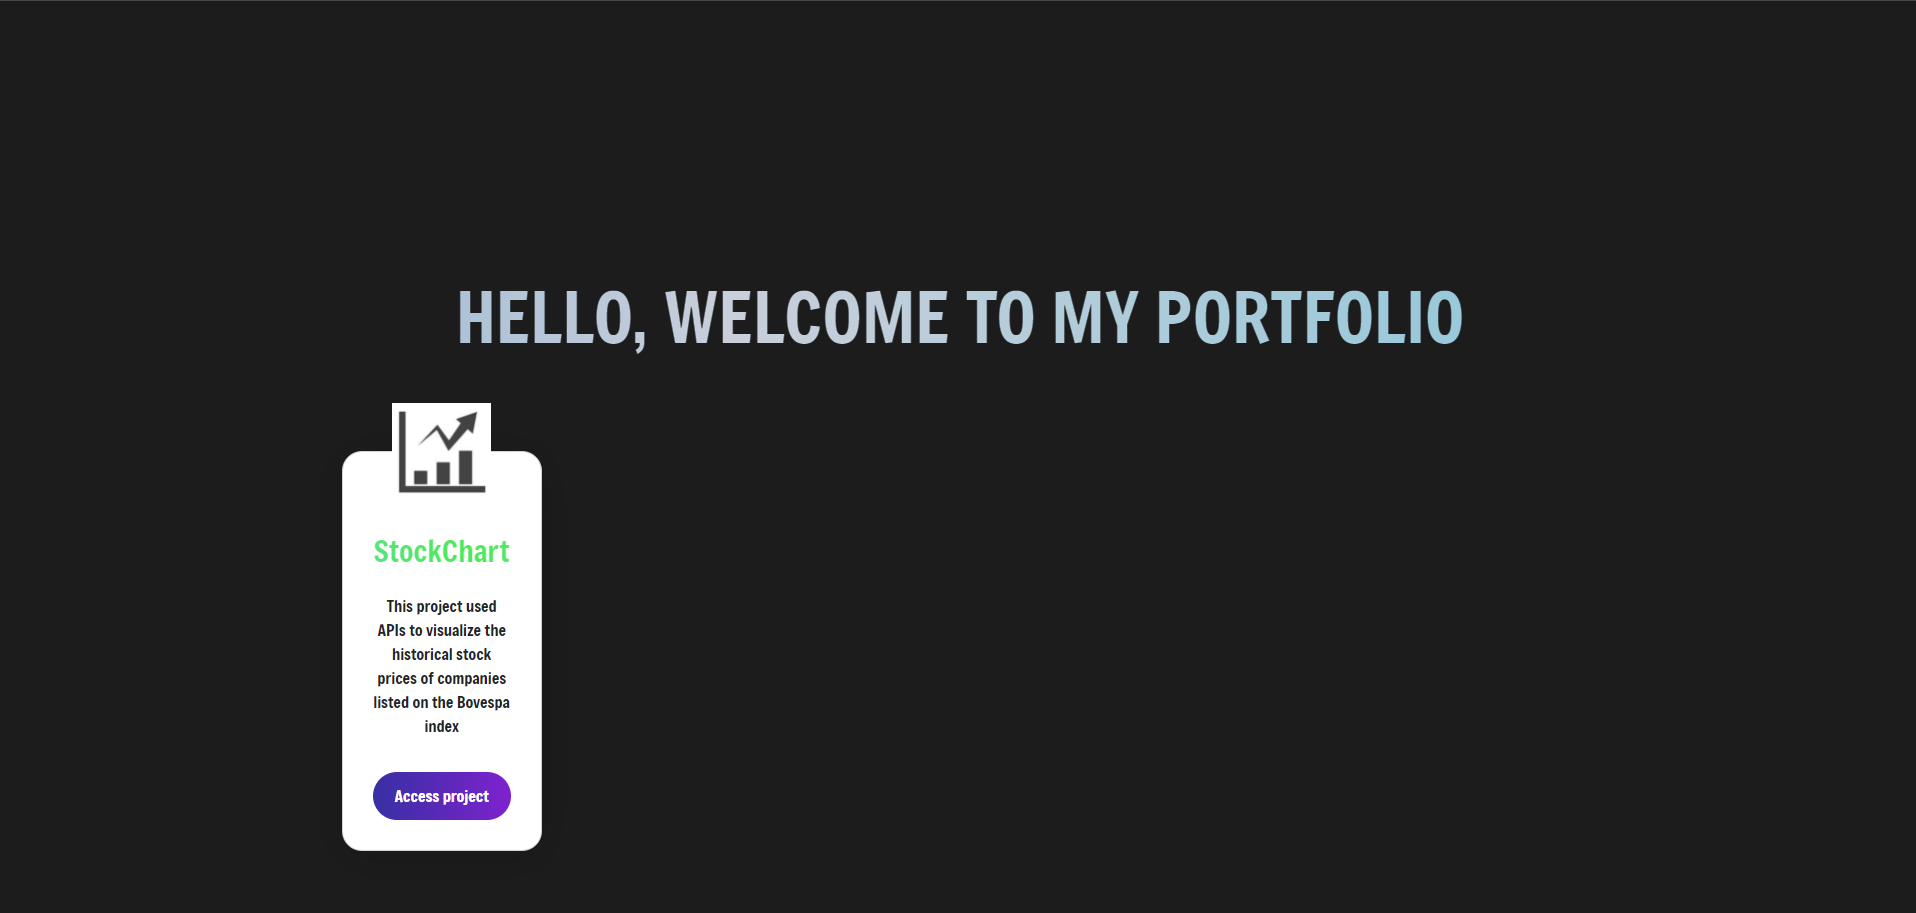 HELLO, WELCOME TO MY PORTFOLIO
StockChart
This project used
APIs to visualize the
historical stock
prices of companies
listed on the Bovespa
index
Access project